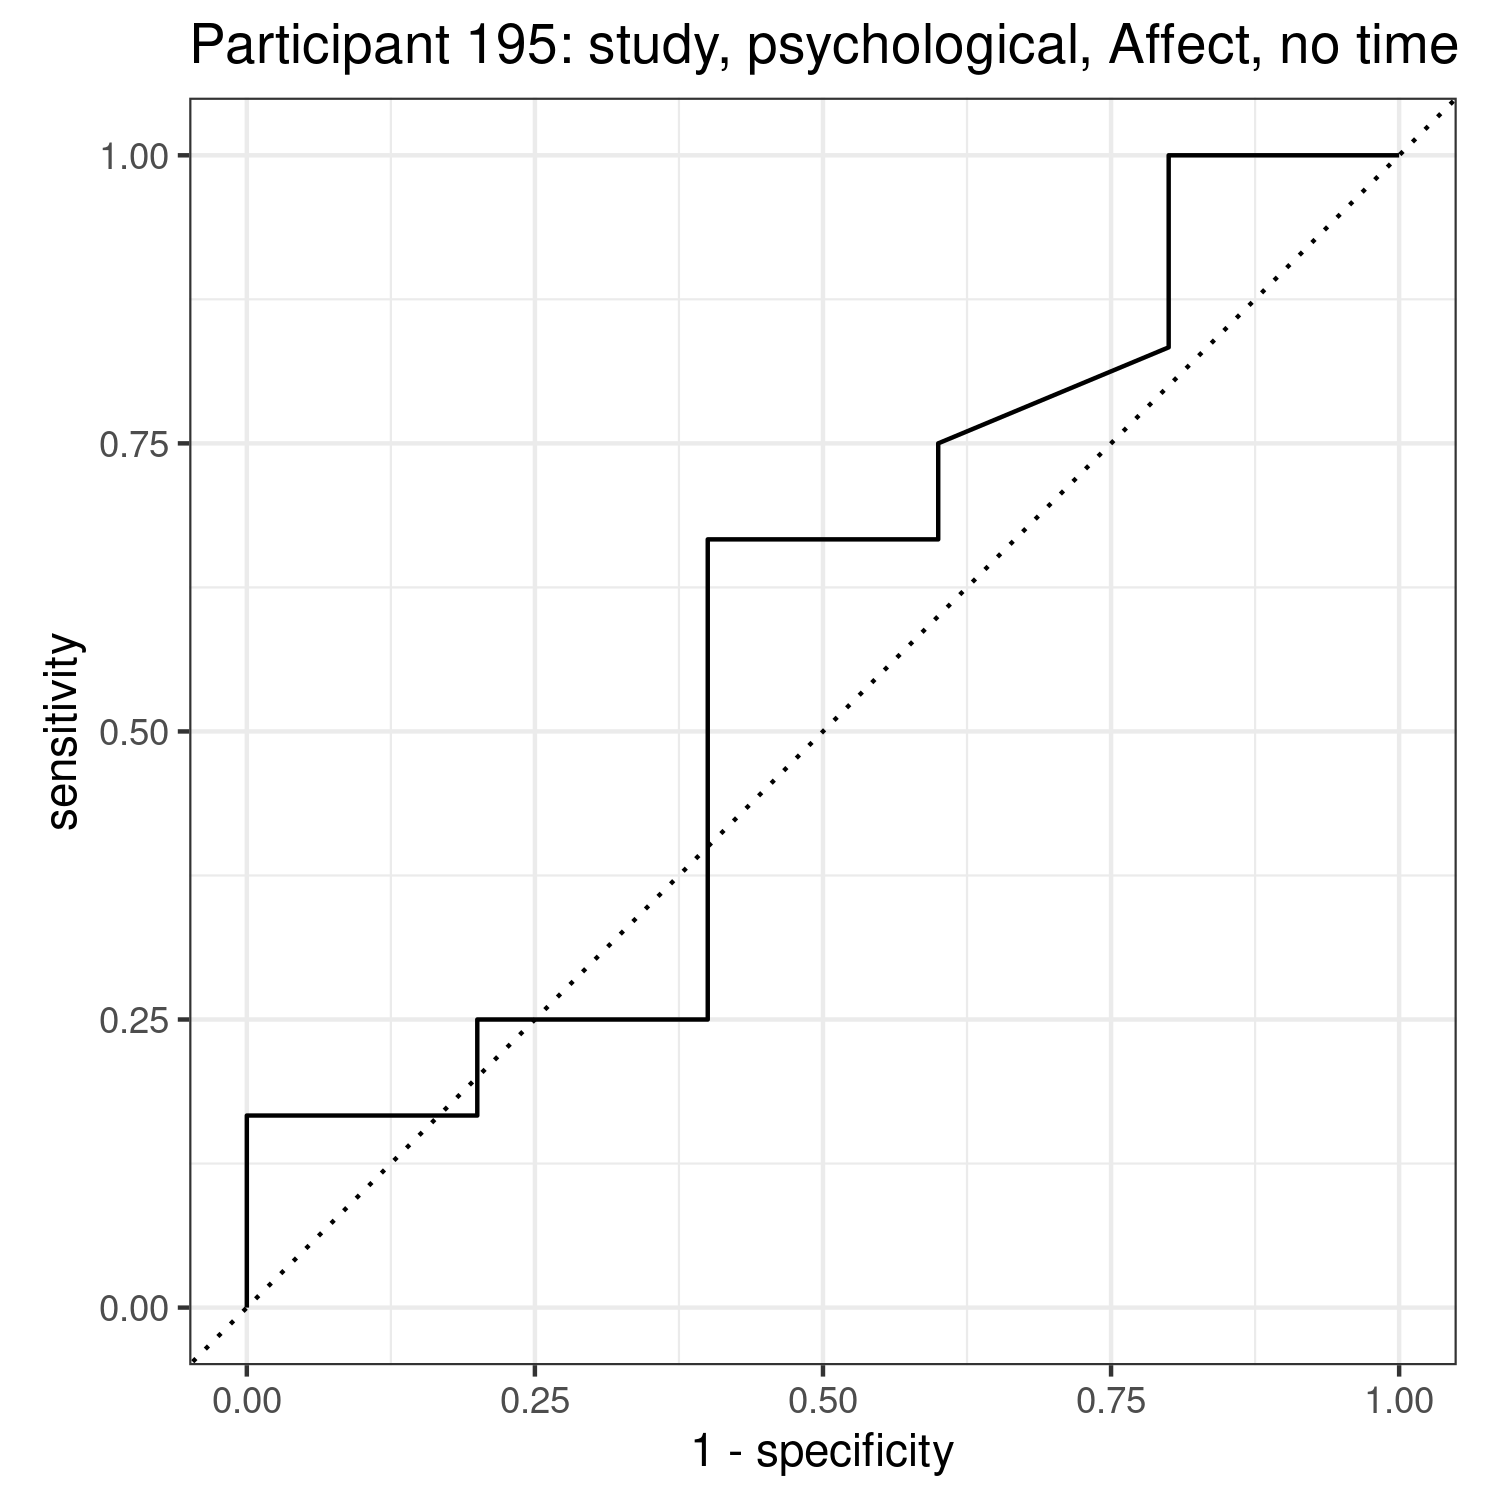 Participant 195: study, psychological, Affect, no time
1.00
0.75
0.50
0.25
0.00
sensitivity
0.00 0.25 0.50 0.75 1.00
1 - specificity